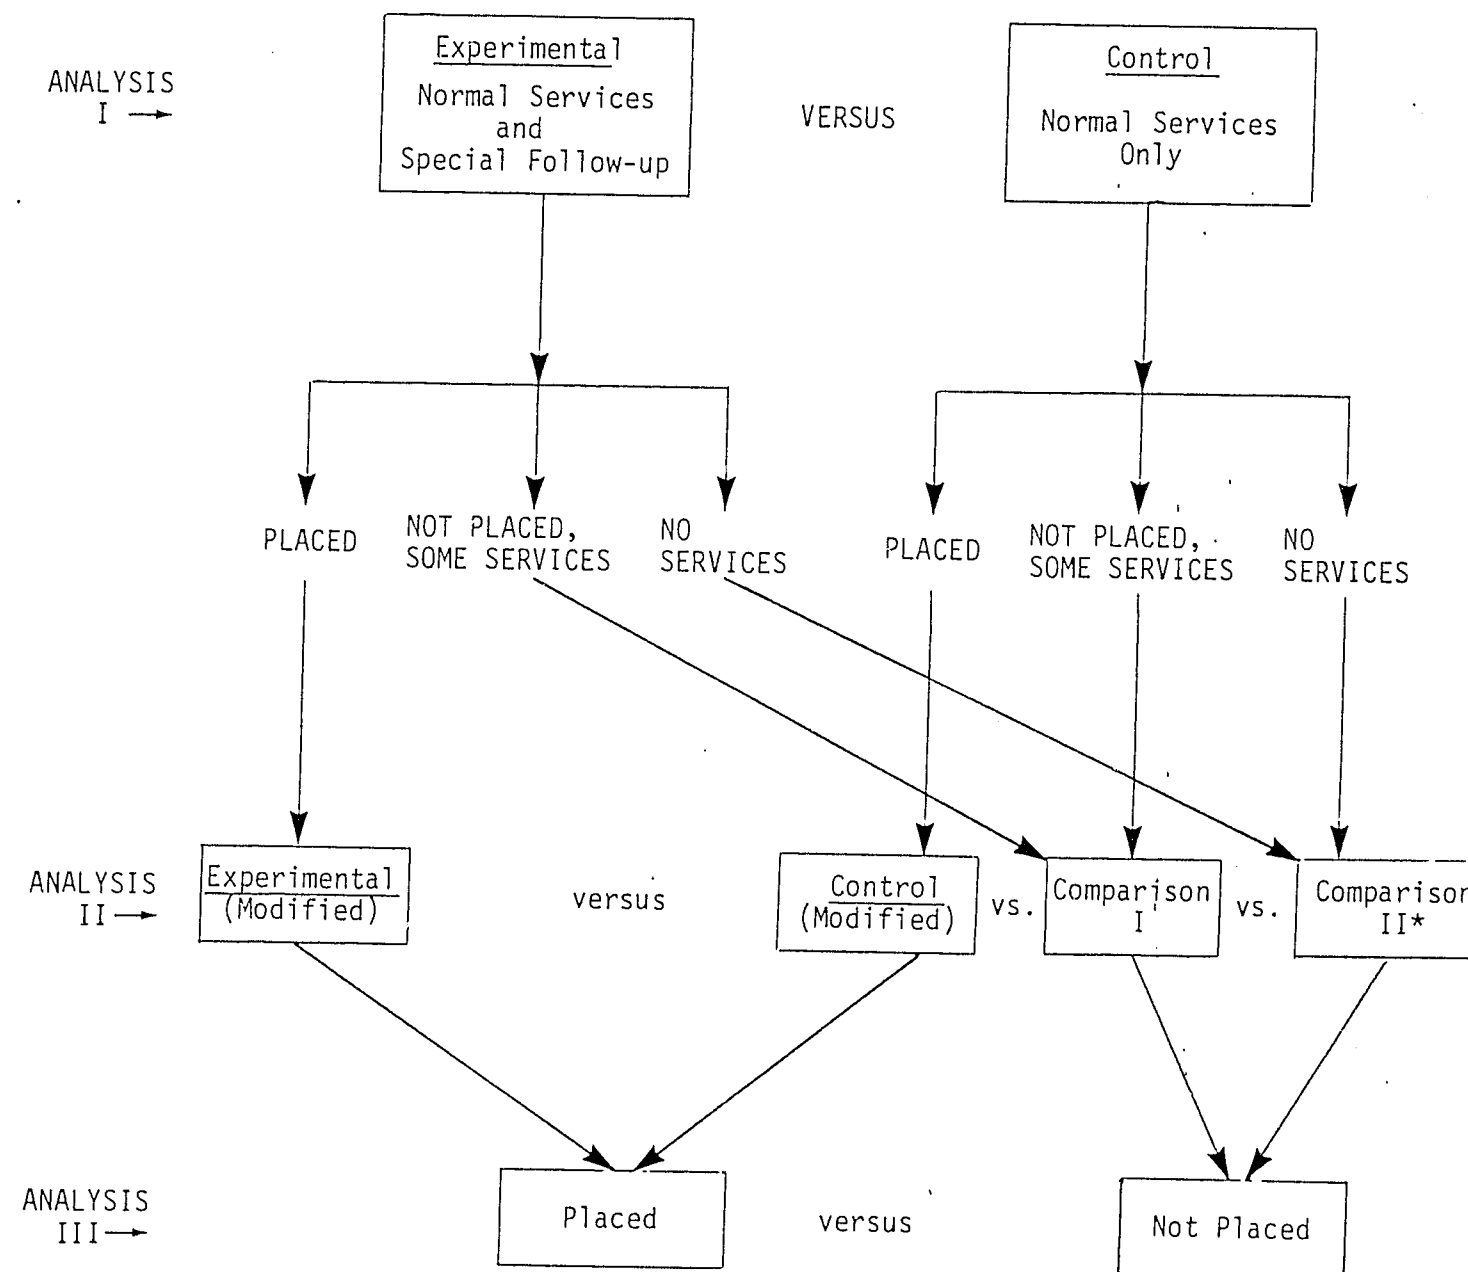 ANALYSIS
I →
Experimental
Normal Services
and
Special Follow-up
VERSUS
Control
Normal Services
Only
PLACED
NOT PLACED,
SOME SERVICES
NO
SERVICES
PLACED
NOT PLACED,
SOME SERVICES
NO
SERVICES
ANALYSIS
II →
Experimental
(Modified)
versus
Control
(Modified)
vs.
Comparison
I
vs.
Comparison
II*
ANALYSIS
III →
Placed
versus
Not Placed